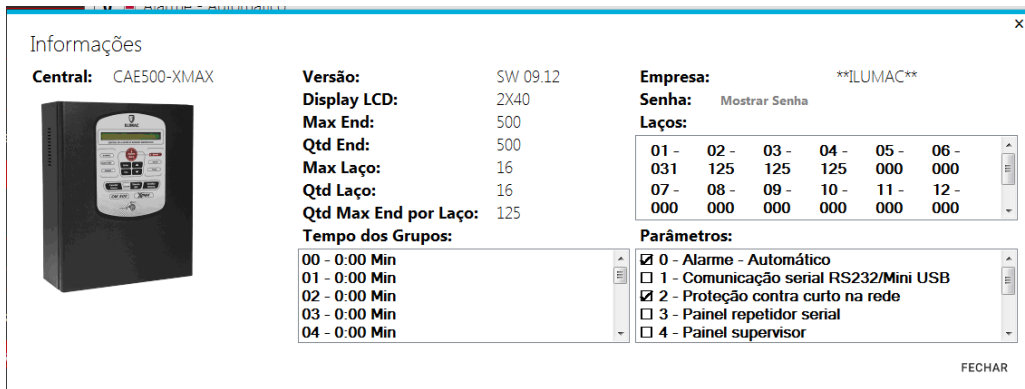 Alarme - Automático
x
Informações
Central: CAE500-XMAX
ILUMAC
Versão: SW 09.12
Display LCD: 2X40
Max End: 500
Qtd End: 500
Max Laço: 16
Qtd Laço: 16
Qtd Max End por Laço: 125
Tempo dos Grupos:
00 - 0:00 Min
01 - 0:00 Min
02 - 0:00 Min
03 - 0:00 Min
04 - 0:00 Min
Empresa: **ILUMAC**
Senha: Mostrar Senha
Laços:
01 - 02 - 03 - 04 - 05 - 06 -
031 125 125 125 000 000
07 - 08 - 09 - 10 - 11 - 12 -
000 000 000 000 000 000
Parâmetros:
0 - Alarme - Automático
1 - Comunicação serial RS232/Mini USB
2 - Proteção contra curto na rede
3 - Painel repetidor serial
4 - Painel supervisor
FECHAR